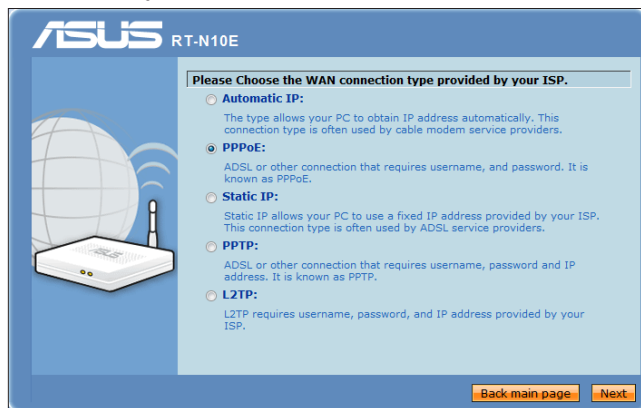 ASUS RT-N10E
Please Choose the WAN connection type provided by your ISP.
Automatic IP:
The type allows your PC to obtain IP address automatically. This
connection type is often used by cable modem service providers.
PPPoE:
ADSL or other connection that requires username, and password. It is
known as PPPoE.
Static IP:
Static IP allows your PC to use a fixed IP address provided by your ISP.
This connection type is often used by ADSL service providers.
PPTP:
ADSL or other connection that requires username, password and IP
address. It is known as PPTP.
L2TP:
L2TP requires username, password, and IP address provided by your
ISP.
ASUS
Back main page Next